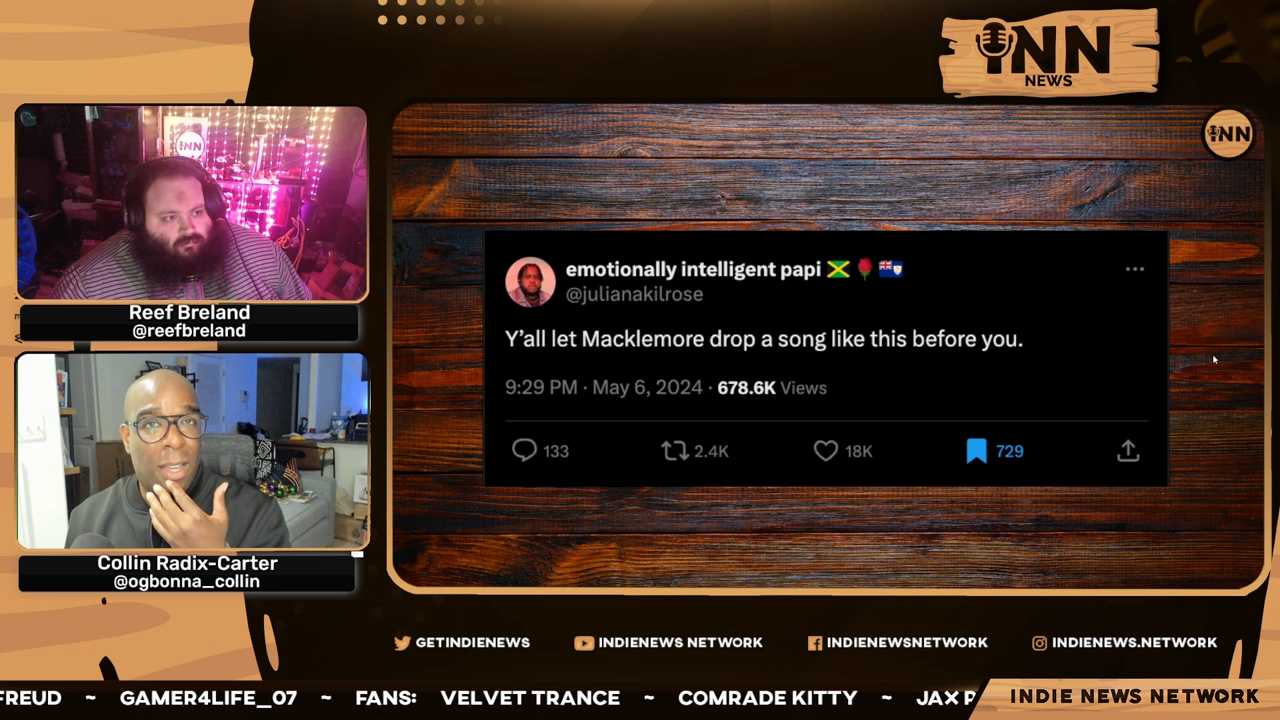 INN
NEWS
INN
INN
Reef Breland
@reefbreland
Collin Radix-Carter
@ogbonna_collin
emotionally intelligent papi 🇯🇲🌹🇦🇮
@julianakilrose
Y’all let Macklemore drop a song like this before you.
9:29 PM · May 6, 2024 · 678.6K Views
133 2.4K 18K 729
GETINDIENEWS INDIENEWS NETWORK INDIENEWSNETWORK INDIENEWS.NETWORK
FREUD ~ GAMER4LIFE_07 ~ FANS: VELVET TRANCE ~ COMRADE KITTY ~ JAX P
INDIE NEWS NETWORK